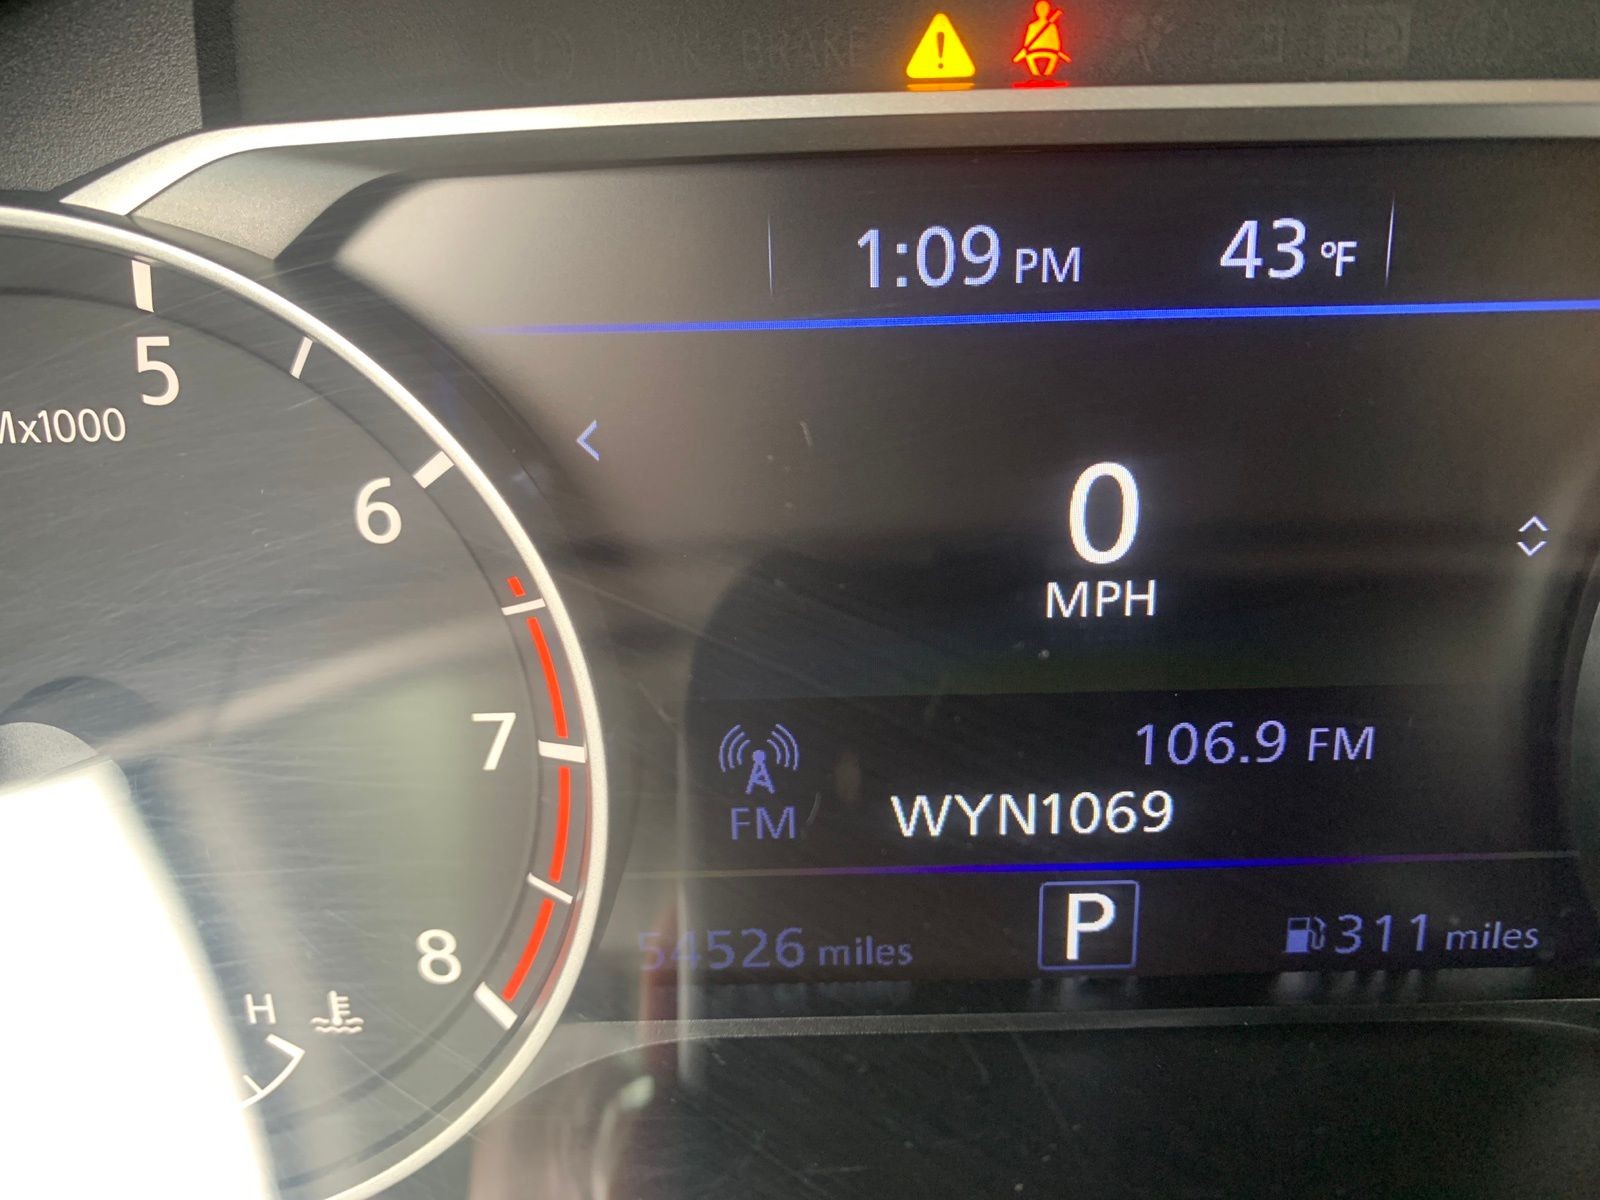 BRAKE
1:09 PM 43 °F
5
Mx1000
6
0
MPH
7
106.9 FM
FM WYN1069
8
54526 miles P 311 miles
H